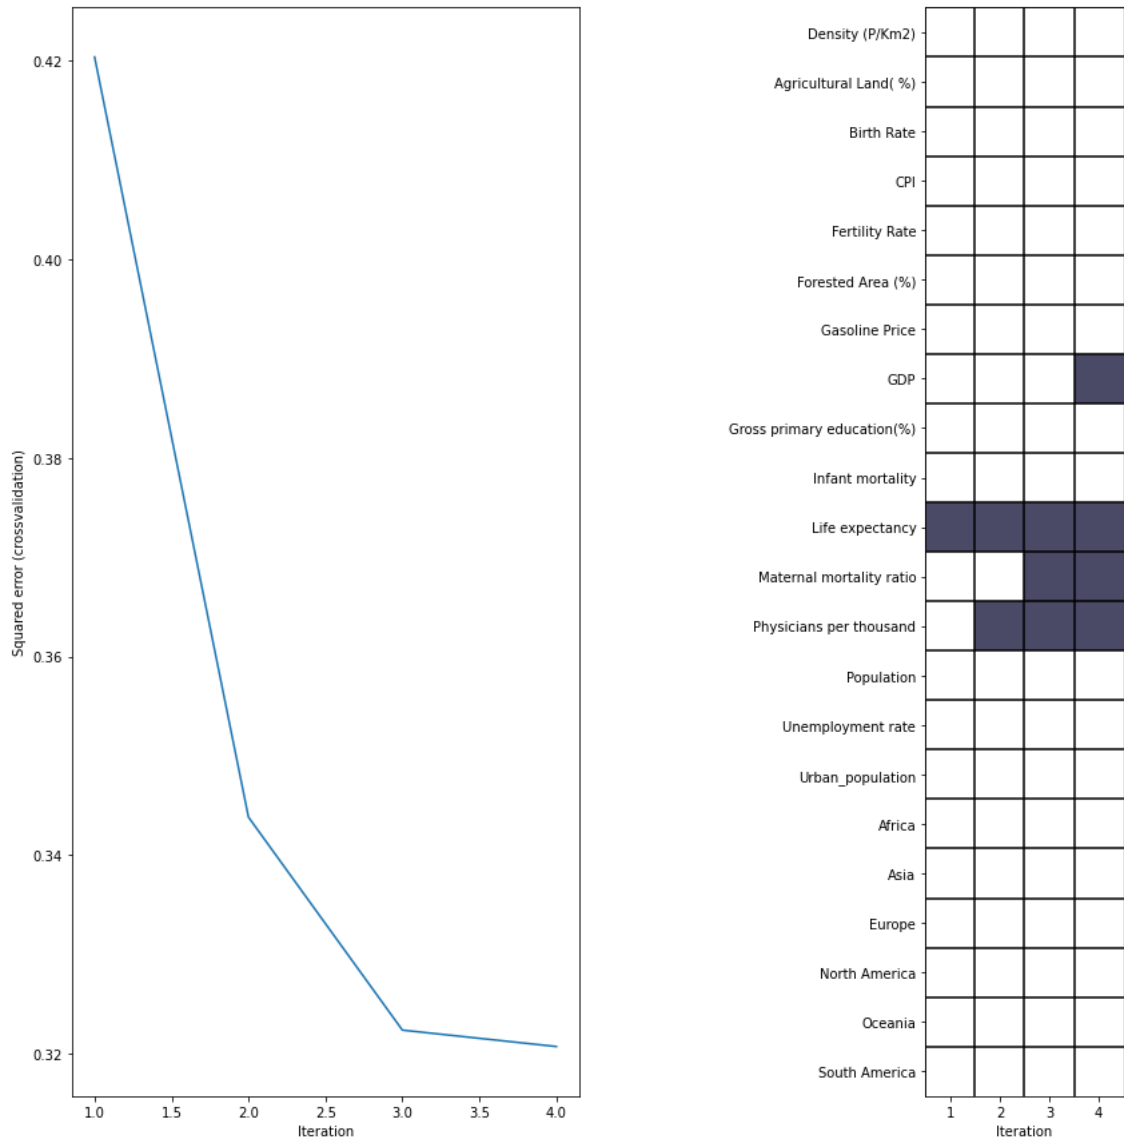 Squared error (crossvalidation)
0.42
0.40
0.38
0.36
0.34
0.32
1.0 1.5 2.0 2.5 3.0 3.5 4.0
Iteration
Density (P/Km2)
Agricultural Land( %)
Birth Rate
CPI
Fertility Rate
Forested Area (%)
Gasoline Price
GDP
Gross primary education(%)
Infant mortality
Life expectancy
Maternal mortality ratio
Physicians per thousand
Population
Unemployment rate
Urban_population
Africa
Asia
Europe
North America
Oceania
South America
1 2 3 4
Iteration